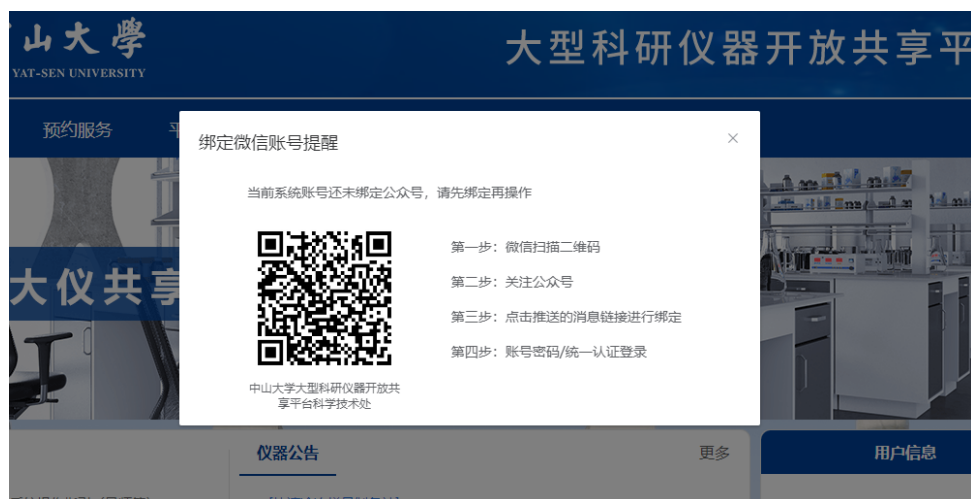 山大學
YAT-SEN UNIVERSITY
大型科研仪器开放共享平
预约服务
绑定微信账号提醒
当前系统账号还未绑定公众号，请先绑定再操作
第一步：微信扫描二维码
第二步：关注公众号
第三步：点击推送的消息链接进行绑定
第四步：账号密码/统一认证登录
中山大学大型科研仪器开放共
享平台科学技术处
大仪共享
仪器公告
更多
用户信息